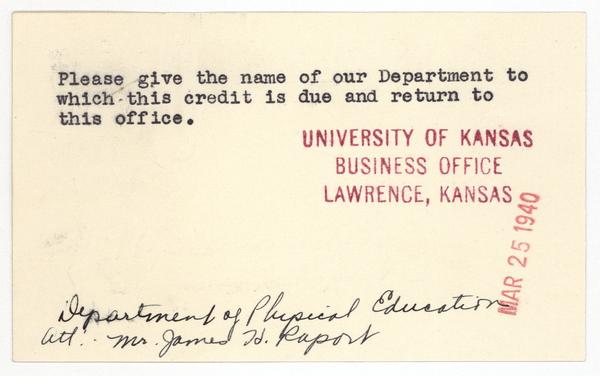 Please give the name of our Department to
which this credit is due and return to
this office.
UNIVERSITY OF KANSAS
BUSINESS OFFICE
LAWRENCE, KANSAS
MAR 25 1940
Department of Physical Education
Att: Mr. James H. Raport